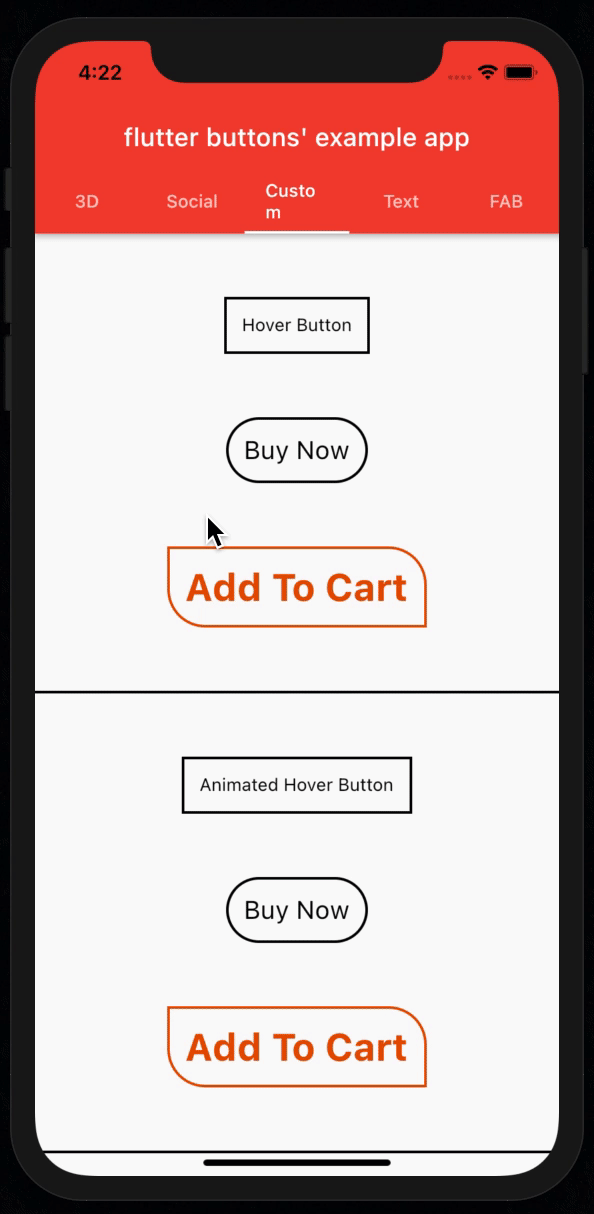 4:22
flutter buttons' example app
3D Social Custo Text FAB
m
Hover Button
Buy Now
Add To Cart
Animated Hover Button
Buy Now
Add To Cart